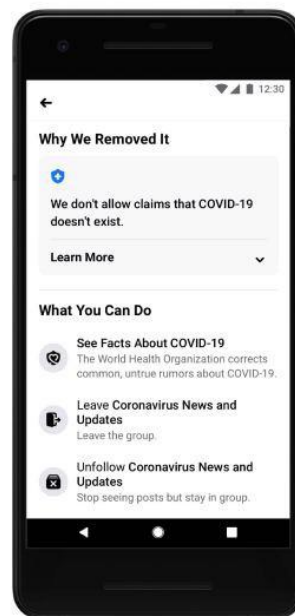 12:30
Why We Removed It
We don't allow claims that COVID-19
doesn't exist.
Learn More
What You Can Do
See Facts About COVID-19
The World Health Organization corrects
common, untrue rumors about COVID-19.
Leave Coronavirus News and
Updates
Leave the group.
Unfollow Coronavirus News and
Updates
Stop seeing posts but stay in group.